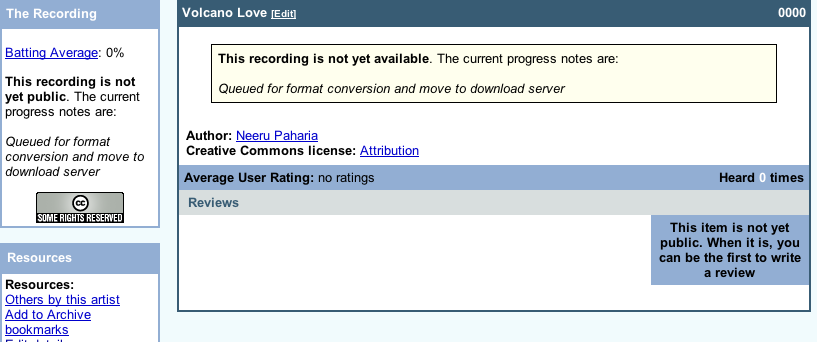 The Recording
Batting Average: 0%
This recording is not
yet public. The current
progress notes are:
Queued for format
conversion and move to
download server
cc
SOME RIGHTS RESERVED
Resources
Resources:
Others by this artist
Add to Archive
bookmarks
Volcano Love [Edit] 0000
This recording is not yet available. The current progress notes are:
Queued for format conversion and move to download server
Author: Neeru Paharia
Creative Commons license: Attribution
Average User Rating: no ratings Heard 0 times
Reviews
This item is not yet
public. When it is, you
can be the first to write
a review